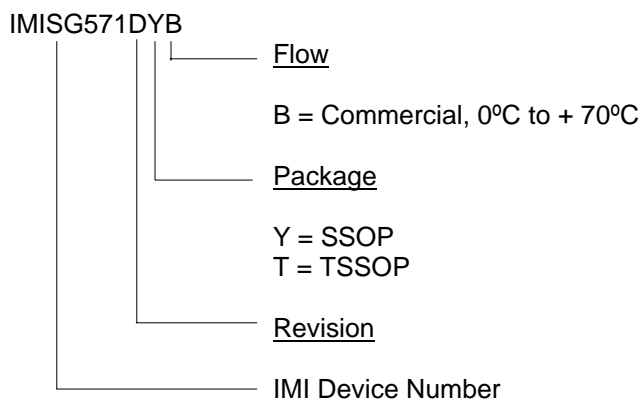 IMISG571DYB
Flow
B = Commercial, 0ºC to + 70ºC
Package
Y = SSOP
T = TSSOP
Revision
IMI Device Number